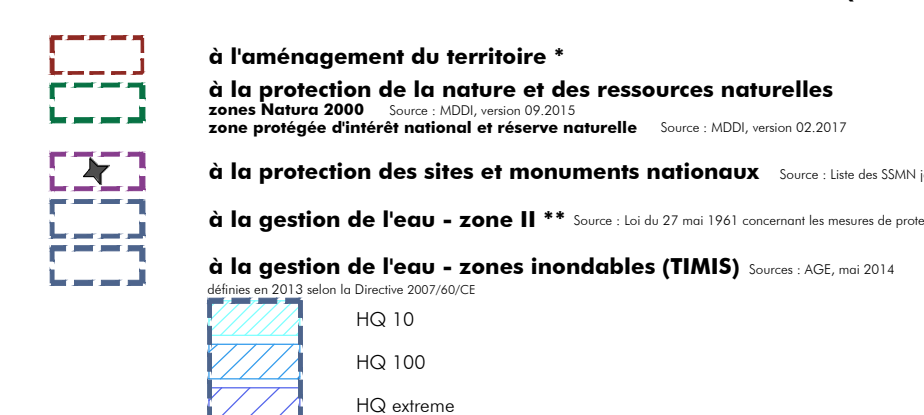 à l'aménagement du territoire *
à la protection de la nature et des ressources naturelles
zones Natura 2000 Source : MDDI, version 09.2015
zone protégée d'intérêt national et réserve naturelle Source : MDDI, version 02.2017
à la protection des sites et monuments nationaux Source : Liste des SSMN
à la gestion de l'eau - zone II ** Source : Loi du 27 mai 1961 concernant les mesures de prote
à la gestion de l'eau - zones inondables (TIMIS) Sources : AGE, mai 2014
définies en 2013 selon la Directive 2007/60/CE
HQ 10
HQ 100
HQ extreme